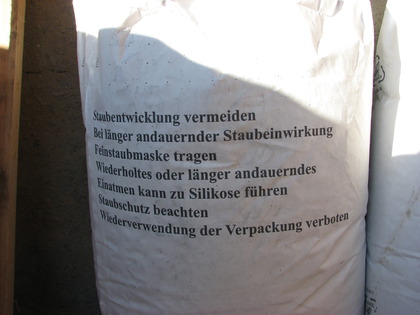 Staubentwicklung vermeiden
Bei länger andauernder Staubeinwirkung
Feinstaubmaske tragen
Wiederholtes oder länger andauerndes
Einatmen kann zu Silikose führen
Staubschutz beachten
Wiederverwendung der Verpackung verboten